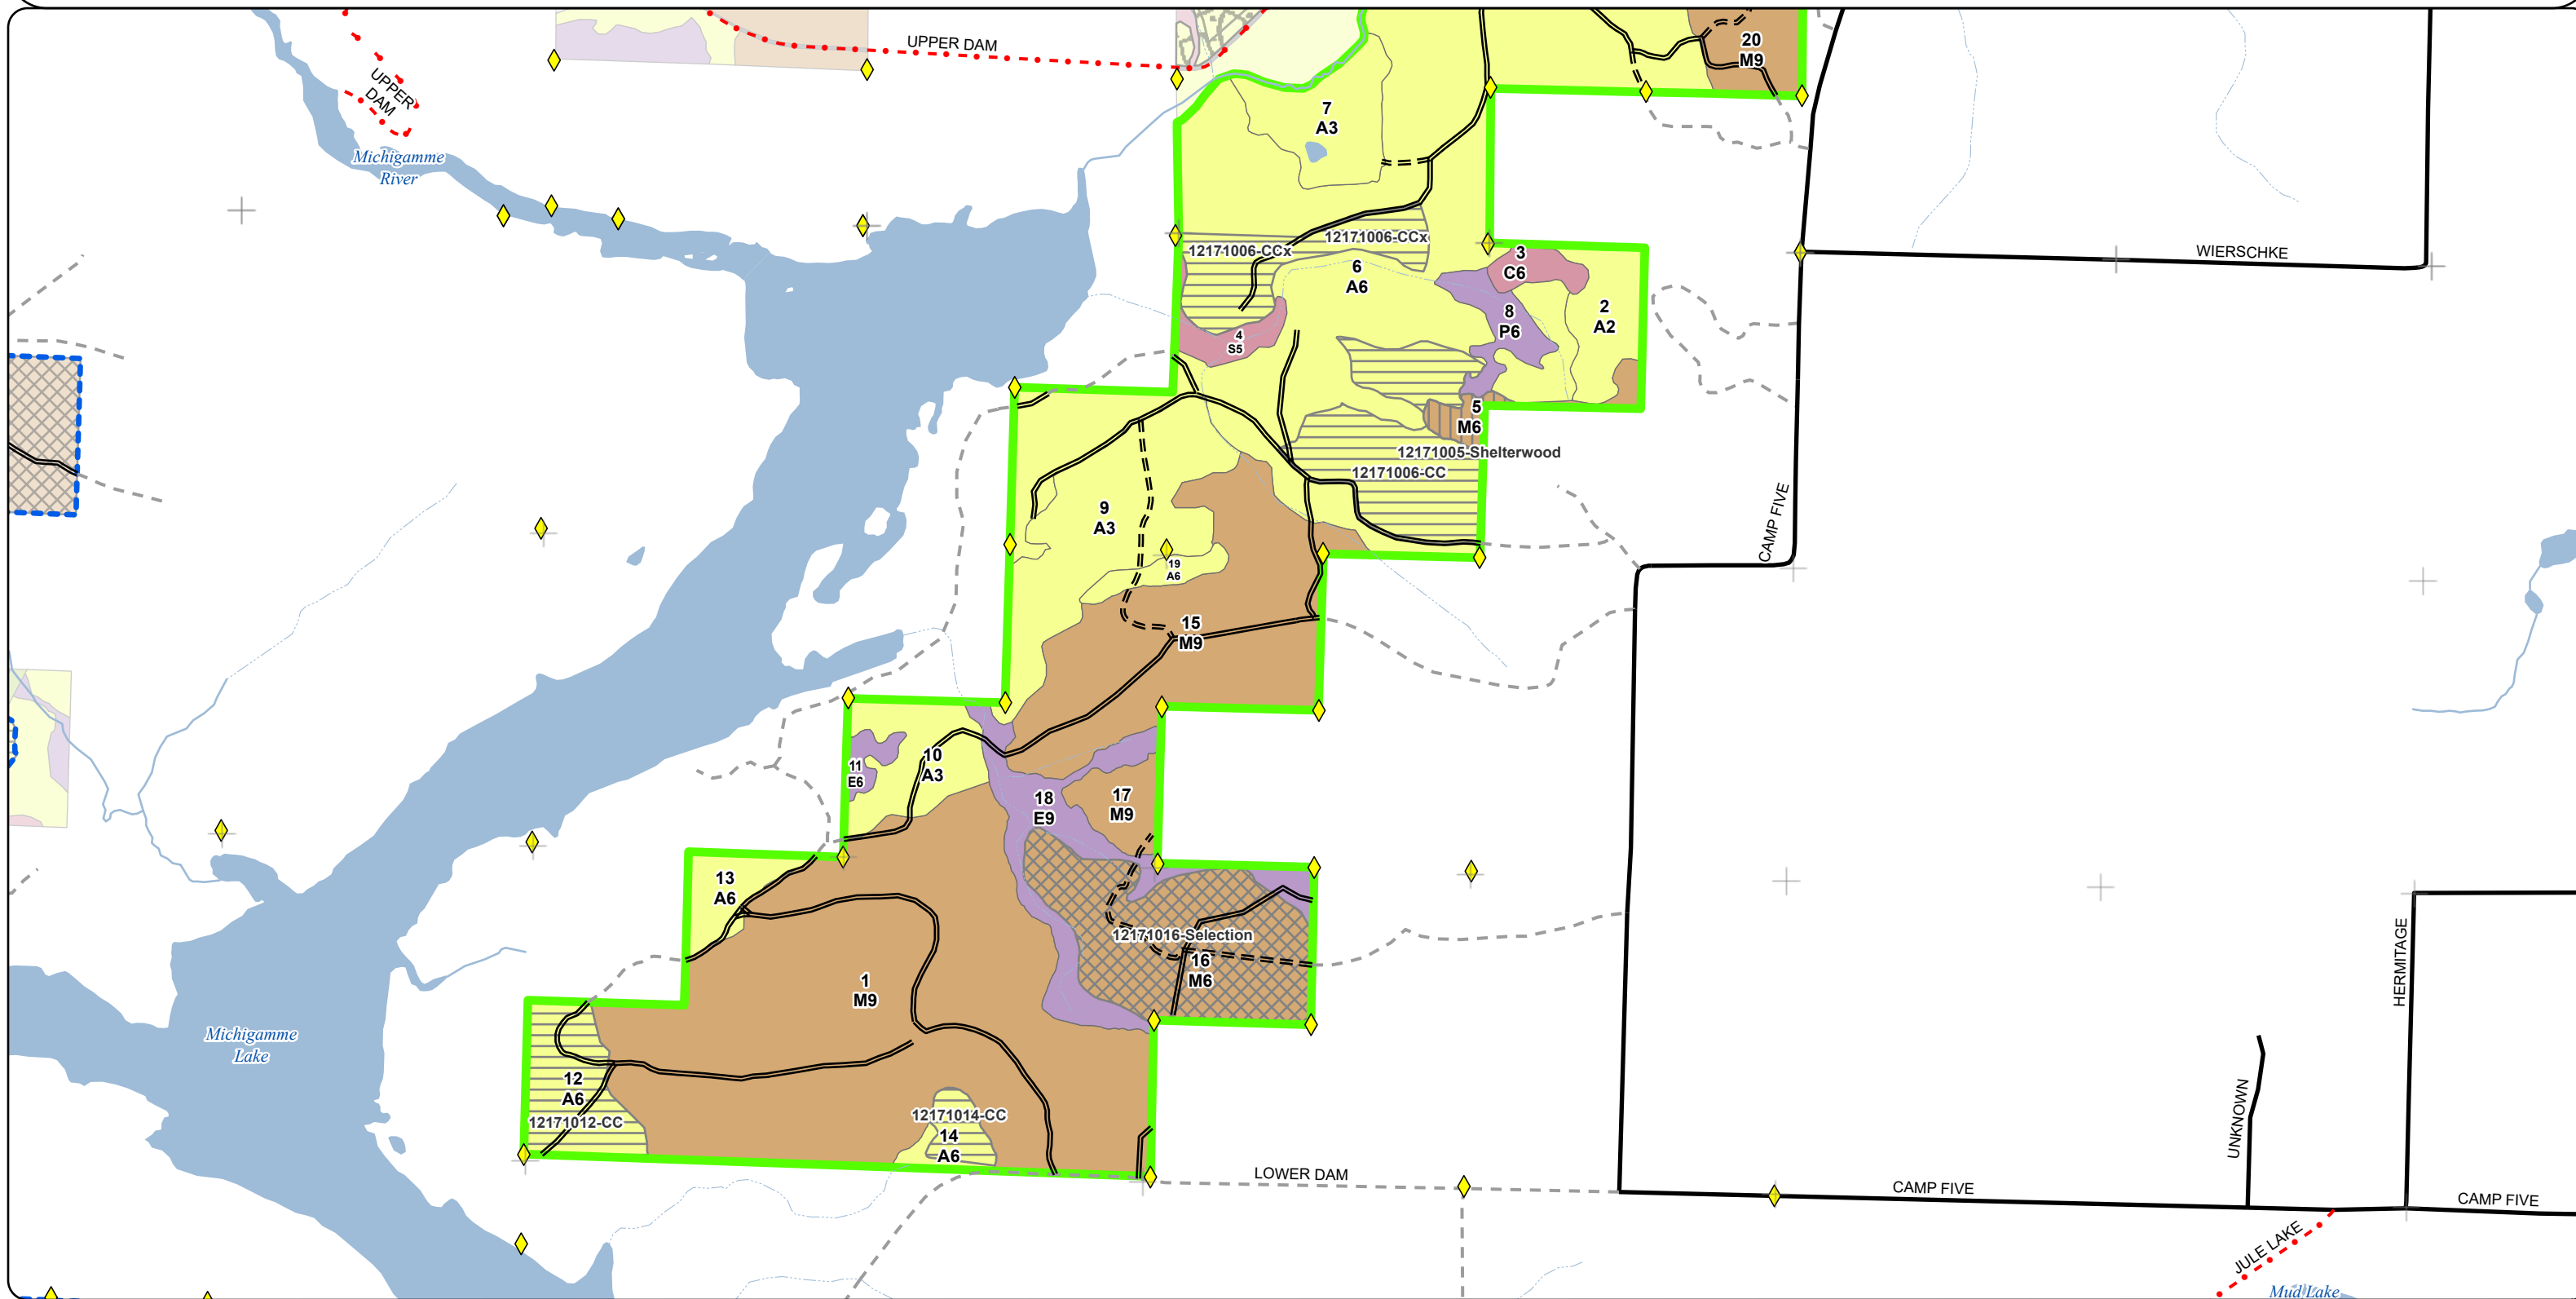 UPPER DAM
20
M9
UPPER
DAM
7
A3
Michigamme
River
12171006-CCx
12171006-CCx
WIERSCHKE
3
C6
6
A6
2
A2
8
P6
4
S5
5
M6
12171005-Shelterwood
12171006-CC
CAMP FIVE
9
A3
19
A6
15
M9
10
A3
11
E6
18
E9
17
M9
13
A6
12171016-Selection
16
M6
1
M9
HERMITAGE
Michigamme
Lake
12
A6
12171012-CC
12171014-CC
14
A6
UNKNOWN
LOWER DAM
CAMP FIVE
CAMP FIVE
JULE LAKE
Mud Lake